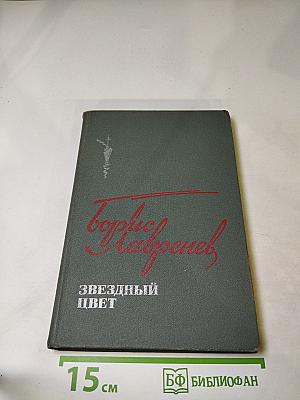 Борис
Лавренев
ЗВЕЗДНЫЙ
ЦВЕТ
15 см
БФ БИБЛИОФАН